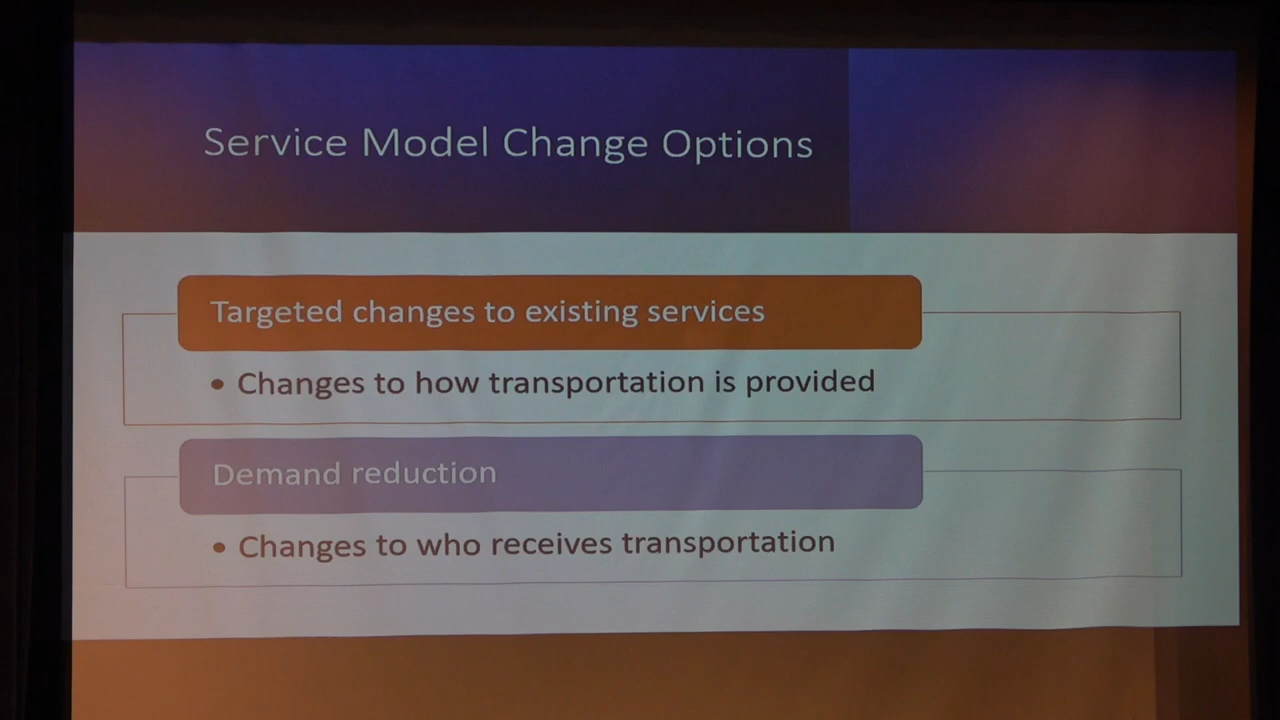 Service Model Change Options
Targeted changes to existing services
• Changes to how transportation is provided
Demand reduction
• Changes to who receives transportation